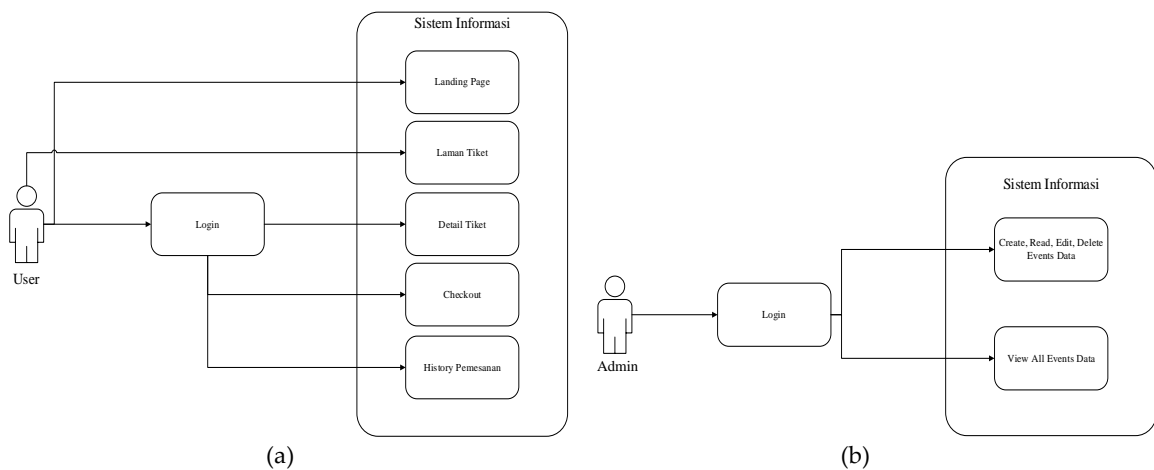 Sistem Informasi
Landing Page
Laman Tiket
Login
Detail Tiket
User
Checkout
History Pemesanan
(a)
Sistem Informasi
Create, Read, Edit, Delete
Events Data
Login
Admin
View All Events Data
(b)